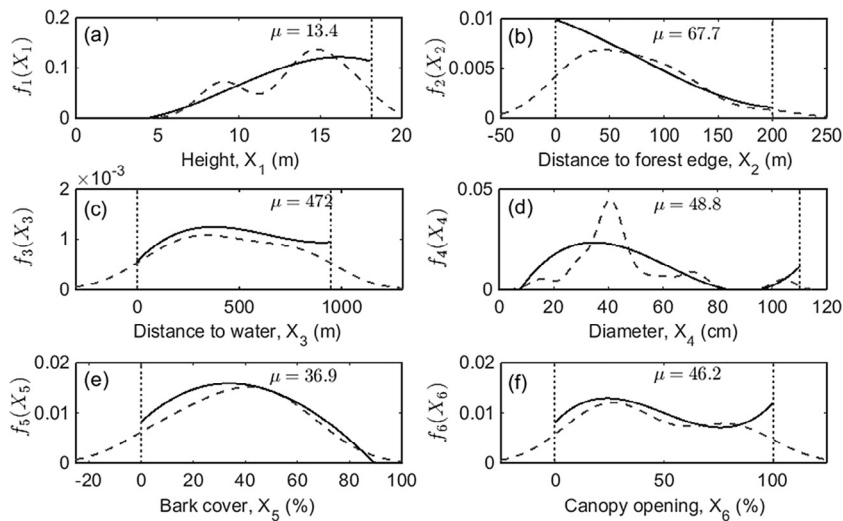 (a)
μ = 13.4
f₁(X₁)
0.2
0.1
0
0 5 10 15 20
Height, X₁ (m)
(b)
μ = 67.7
f₂(X₂)
0.01
0.005
0
-50 0 50 100 150 200 250
Distance to forest edge, X₂ (m)
×10⁻³
(c)
μ = 472
f₃(X₃)
2
1
0
0 500 1000
Distance to water, X₃ (m)
(d)
μ = 48.8
f₄(X₄)
0.05
0
0 20 40 60 80 100 120
Diameter, X₄ (cm)
(e)
μ = 36.9
f₅(X₅)
0.02
0.01
0
-20 0 20 40 60 80 100
Bark cover, X₅ (%)
(f)
μ = 46.2
f₆(X₆)
0.02
0.01
0
0 50 100
Canopy opening, X₆ (%)